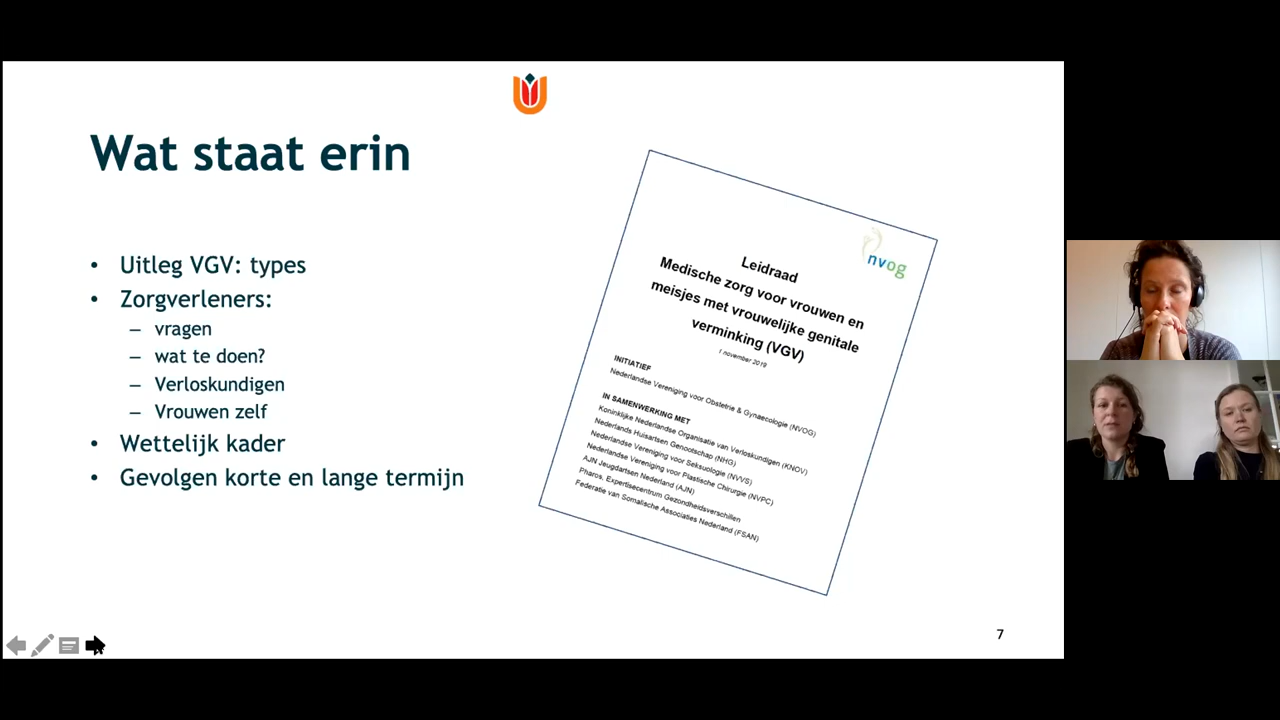 Wat staat erin
• Uitleg VGV: types
• Zorgverleners:
– vragen
– wat te doen?
– Verloskundigen
– Vrouwen zelf
• Wettelijk kader
• Gevolgen korte en lange termijn
nvog
Leidraad
Medische zorg voor vrouwen en
meisjes met vrouwelijke genitale
verminking (VGV)
1 november 2019
INITIATIEF
Nederlandse Vereniging voor Obstetrie & Gynaecologie (NVOG)
IN SAMENWERKING MET
Koninklijke Nederlandse Organisatie van Verloskundigen (KNOV)
Nederlands Huisartsen Genootschap (NHG)
Nederlandse Vereniging voor Seksuologie (NVVS)
Nederlandse Vereniging voor Plastische Chirurgie (NVPC)
AJN Jeugdartsen Nederland (AJN)
Pharos, Expertisecentrum Gezondheidsverschillen
Federatie van Somalische Associaties Nederland (FSAN)
7